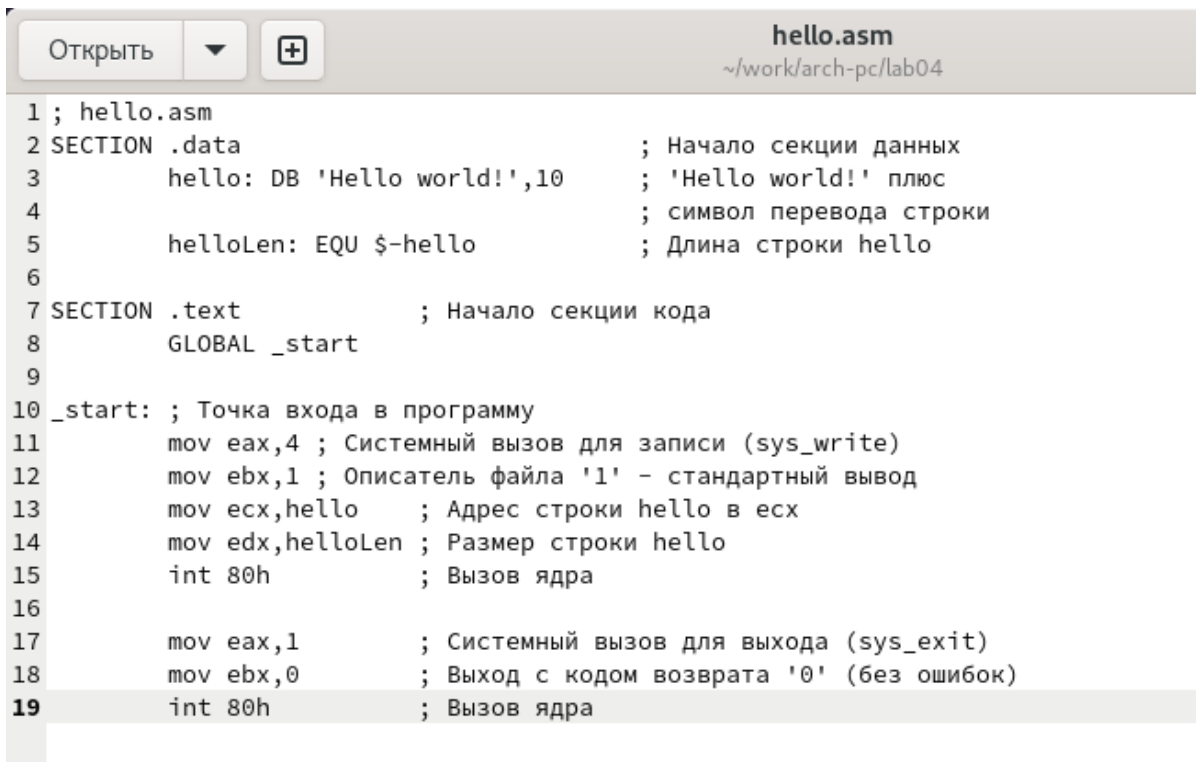 Открыть
hello.asm
~/work/arch-pc/lab04
1 ; hello.asm
2 SECTION .data                         ; Начало секции данных
3         hello: DB 'Hello world!',10     ; 'Hello world!' плюс
4                                         ; символ перевода строки
5         helloLen: EQU $-hello           ; Длина строки hello
6
7 SECTION .text            ; Начало секции кода
8         GLOBAL _start
9
10 _start: ; Точка входа в программу
11         mov eax,4 ; Системный вызов для записи (sys_write)
12         mov ebx,1 ; Описатель файла '1' - стандартный вывод
13         mov ecx,hello    ; Адрес строки hello в ecx
14         mov edx,helloLen ; Размер строки hello
15         int 80h          ; Вызов ядра
16
17         mov eax,1        ; Системный вызов для выхода (sys_exit)
18         mov ebx,0        ; Выход с кодом возврата '0' (без ошибок)
19         int 80h          ; Вызов ядра